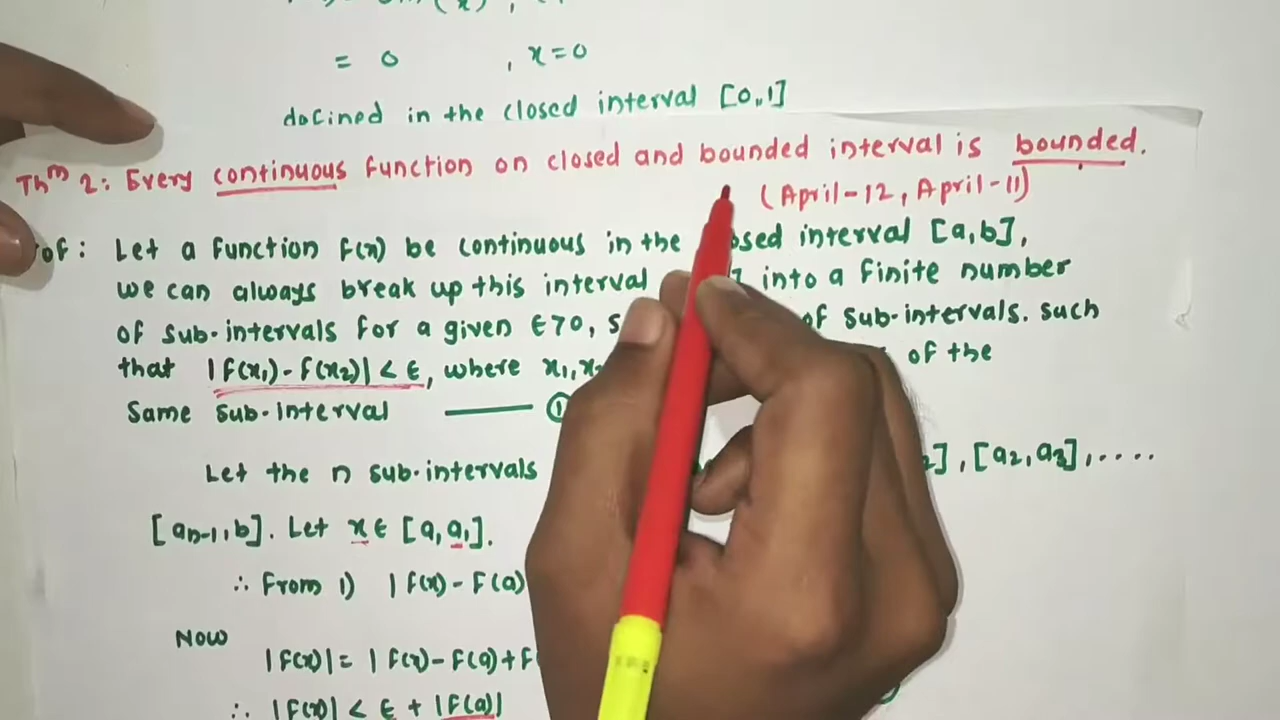 = 0 , x=0
defined in the closed interval [0,1]
Thm 2: Every continuous function on closed and bounded interval is bounded.
(April-12, April-11)
of: Let a function f(x) be continuous in the interval [a,b],
we can always break up this interval into a finite number
of sub-intervals for a given ϵ>0, of sub-intervals. such
that |f(x1)-f(x2)| < ϵ, where x1, of the
same sub-interval ——— ①
Let the n sub-intervals , [a2, a3], ....
[an-1, b]. Let x ∈ [a, a1].
∴ From 1) |f(x)-f(a)
Now
|f(x)| = |f(x)-f(a)+f
∴ |f(x)| < ϵ + |f(a)|